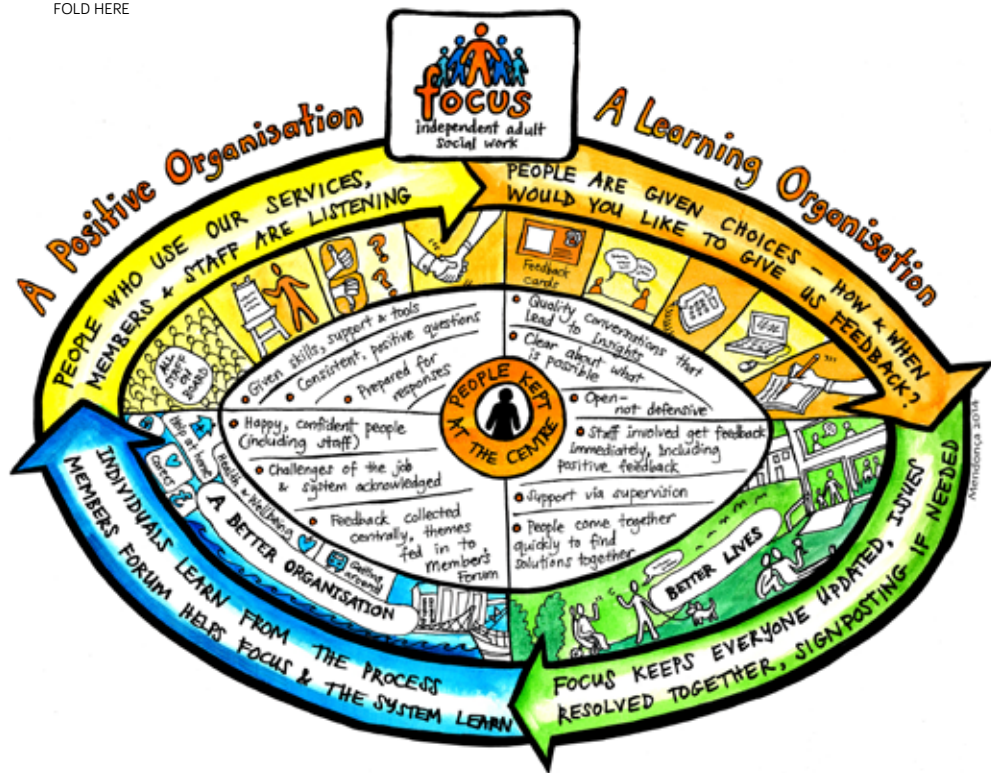 FOLD HERE
focus
independent adult
social work
A Positive Organisation
A Learning Organisation
PEOPLE WHO USE OUR SERVICES,
MEMBERS & STAFF ARE LISTENING
PEOPLE ARE GIVEN CHOICES – HOW & WHEN
WOULD YOU LIKE TO GIVE US FEEDBACK?
ALL
STAFF
ON
BOARD
? ? ?
Feedback
cards
Given skills, support & tools
Consistent, positive questions
Prepared for
responses
Quality conversations that
lead to insights
Clear about what
is possible
A PEOPLE KEPT
AT THE CENTRE
Happy, confident people
(including staff)
Challenges of the job
& system acknowledged
Feedback collected
centrally, themes
fed in to
member's
Forum
Open –
not defensive
Staff involved get feedback
immediately, including
positive feedback
Support via supervision
People come together
quickly to find
solutions together
Help at home
Carers
Health & Wellbeing
Getting
around
A BETTER ORGANISATION
BETTER LIVES
FOCUS KEEPS EVERYONE UPDATED, ISSUES
RESOLVED TOGETHER, SIGNPOSTING IF NEEDED
INDIVIDUALS LEARN FROM THE PROCESS
MEMBERS FORUM HELPS FOCUS & THE SYSTEM LEARN
Mendonça 2014